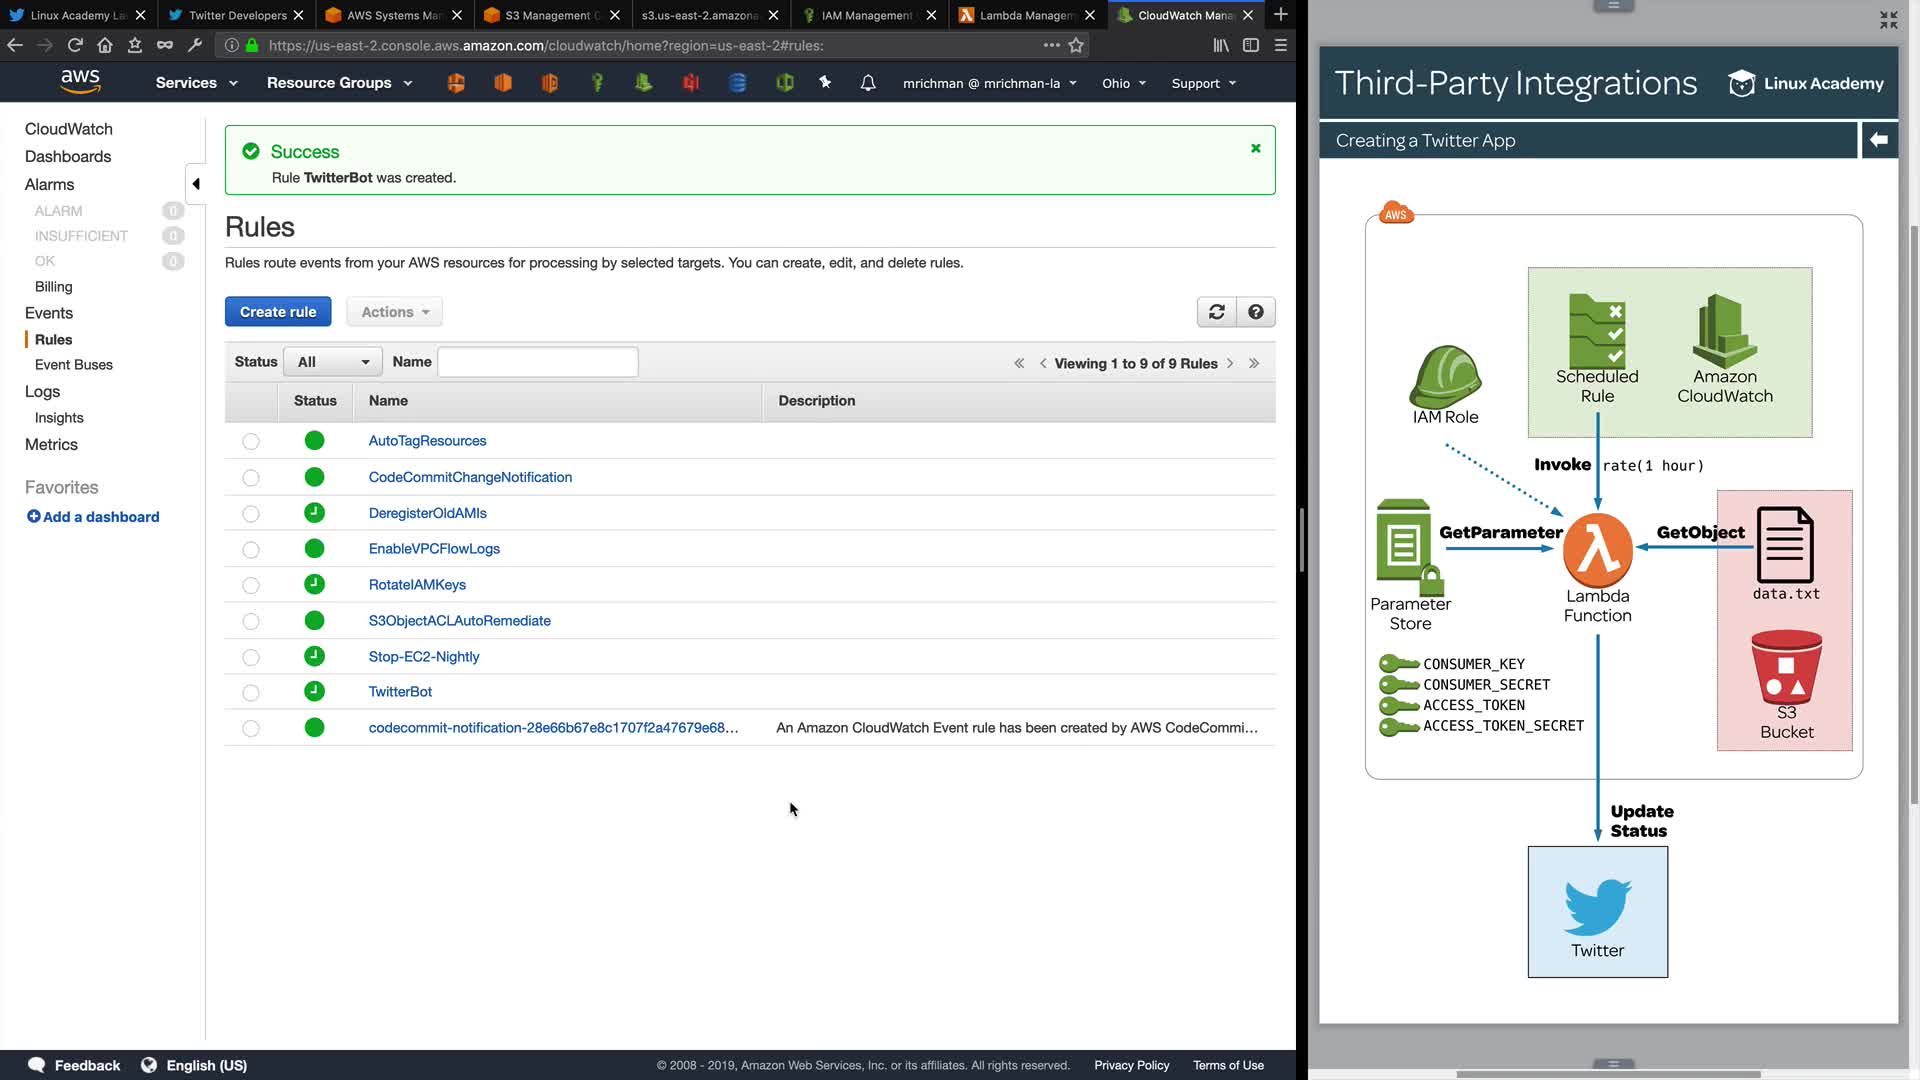 Linux Academy La
Twitter Developers
AWS Systems Man
S3 Management C
s3.us-east-2.amazona
IAM Management
Lambda Managem
CloudWatch Mana
https://us-east-2.console.aws.amazon.com/cloudwatch/home?region=us-east-2#rules:
aws
Services
Resource Groups
mrichman @ mrichman-la
Ohio
Support
CloudWatch
Dashboards
Alarms
ALARM 0
INSUFFICIENT 0
OK 0
Billing
Events
Rules
Event Buses
Logs
Insights
Metrics
Favorites
Add a dashboard
Success
Rule TwitterBot was created.
Rules
Rules route events from your AWS resources for processing by selected targets. You can create, edit, and delete rules.
Create rule
Actions
Status All Name
Viewing 1 to 9 of 9 Rules
Status Name Description
AutoTagResources
CodeCommitChangeNotification
DeregisterOldAMIs
EnableVPCFlowLogs
RotateIAMKeys
S3ObjectACLAutoRemediate
Stop-EC2-Nightly
TwitterBot
codecommit-notification-28e66b67e8c1707f2a47679e68... An Amazon CloudWatch Event rule has been created by AWS CodeCommi...
Feedback
English (US)
© 2008 - 2019, Amazon Web Services, Inc. or its affiliates. All rights reserved.
Privacy Policy
Terms of Use
Third-Party Integrations
Linux Academy
Creating a Twitter App
AWS
Scheduled
Rule
Amazon
CloudWatch
IAM Role
Invoke rate(1 hour)
GetParameter
GetObject
Parameter
Store
Lambda
Function
data.txt
CONSUMER_KEY
CONSUMER_SECRET
ACCESS_TOKEN
ACCESS_TOKEN_SECRET
S3
Bucket
Update
Status
Twitter